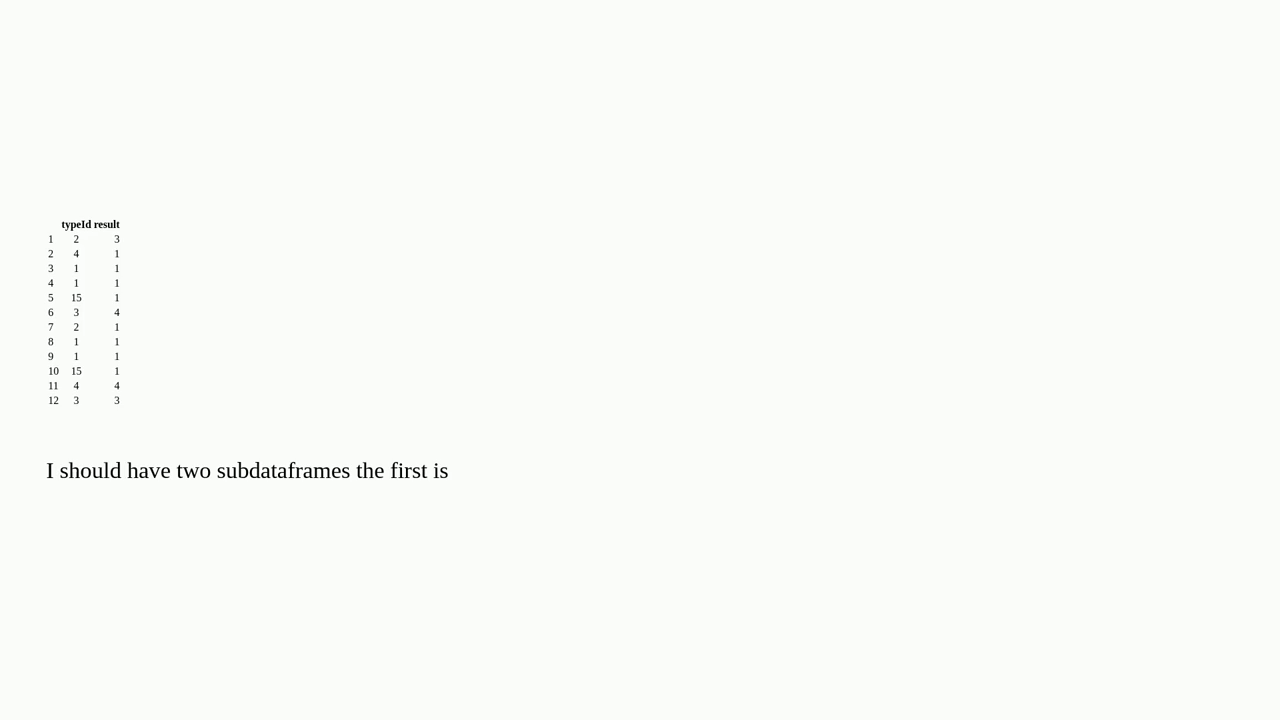 typeId result
1 2 3
2 4 1
3 1 1
4 1 1
5 15 1
6 3 4
7 2 1
8 1 1
9 1 1
10 15 1
11 4 4
12 3 3
I should have two subdataframes the first is